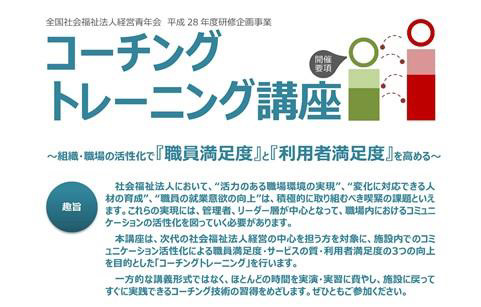 全国社会福祉法人経営青年会 平成28年度研修企画事業
コーチング
トレーニング講座
開催
要項
～組織・職場の活性化で『職員満足度』と『利用者満足度』を高める～
趣旨
社会福祉法人において、“活力のある職場環境の実現”、“変化に対応できる人
材の育成”、“職員の就業意欲の向上”は、積極的に取り組むべき喫緊の課題といえ
ます。これらの実現には、管理者、リーダー層が中心となって、職場内におけるコミュニ
ケーションの活性化を図っていく必要があります。
本講座は、次代の社会福祉法人経営の中心を担う方を対象に、施設内でのコミュ
ニケーション活性化による職員満足度・サービスの質・利用者満足度の3つの向上
を目的とした「コーチングトレーニング」を行います。
一方的な講義形式ではなく、ほとんどの時間を実演・実習に費やし、施設に戻って
すぐに実践できるコーチング技術の習得をめざします。ぜひともご参加ください。